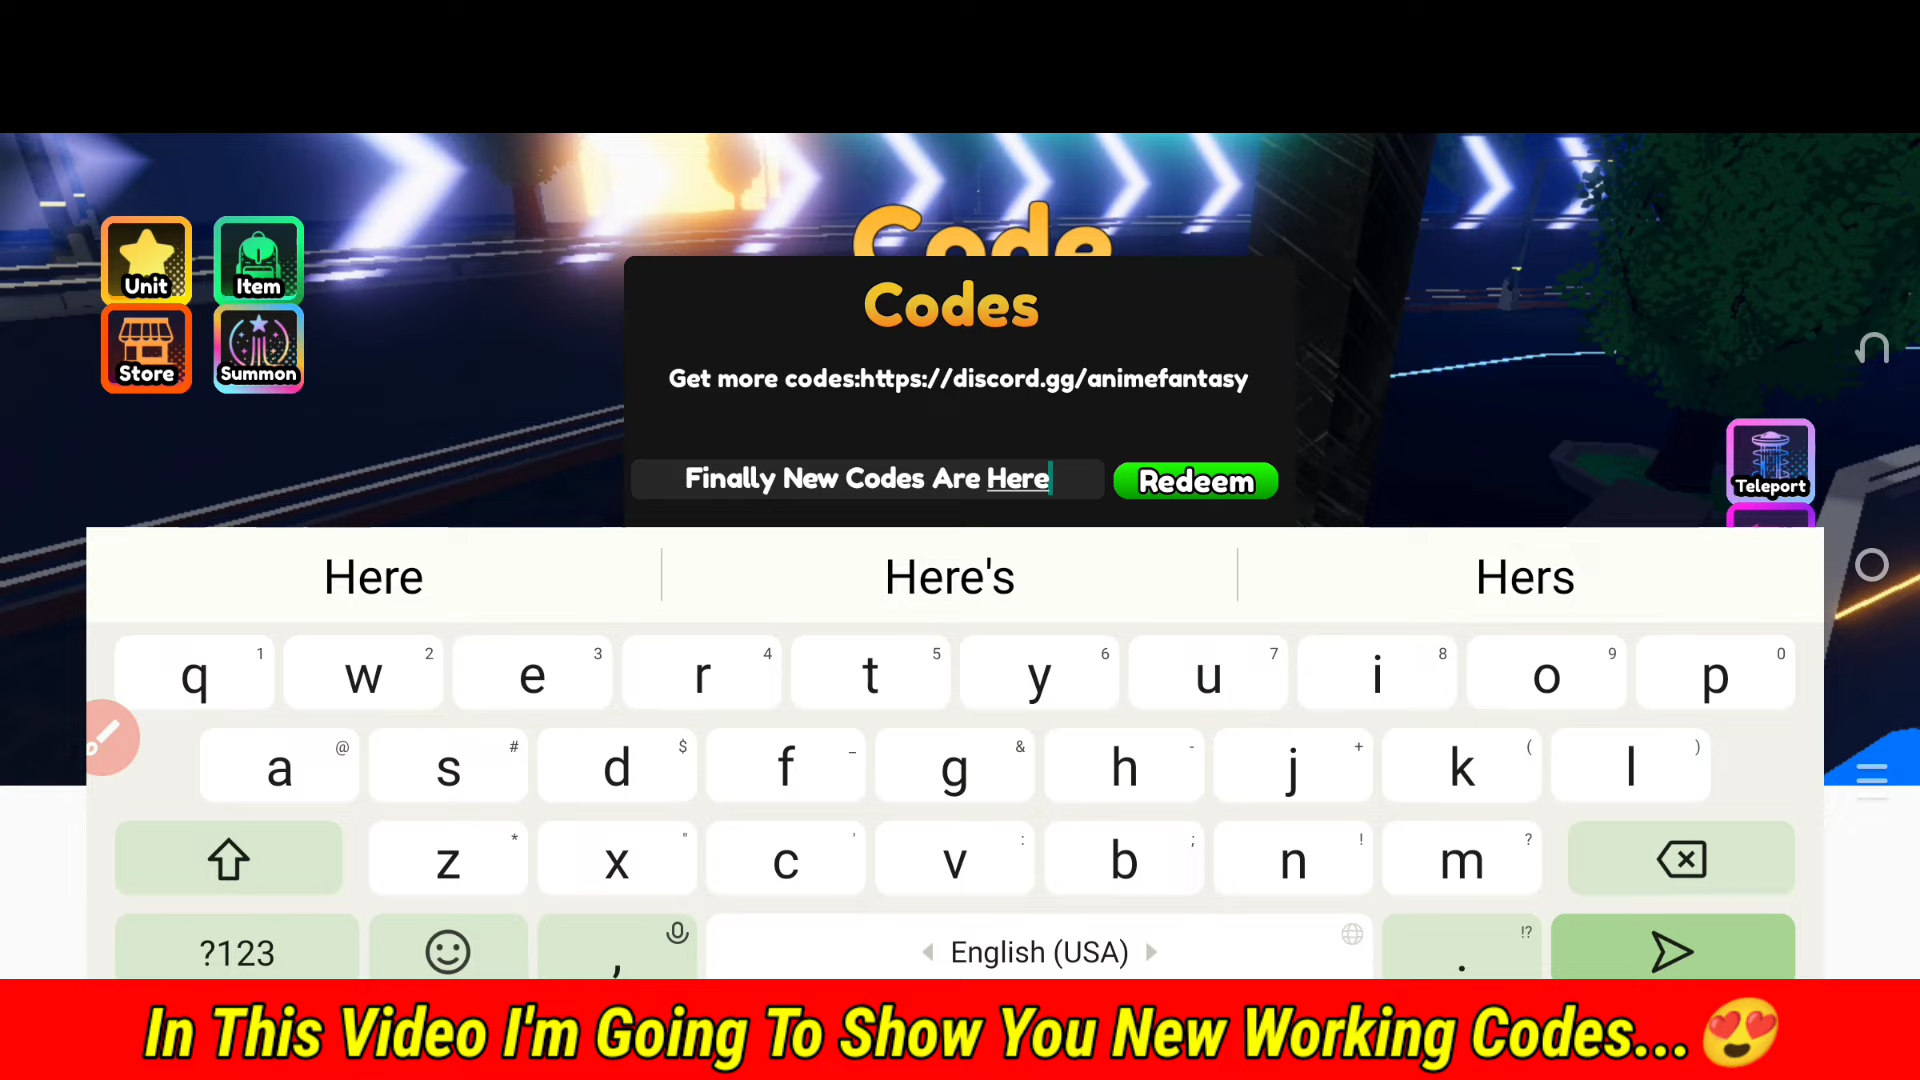 Code
Codes
Unit
Item
Get more codes:https://discord.gg/animefantasy
Store
Summon
Finally New Codes Are Here
Redeem
Teleport
Here
Here's
Hers
q 1 w 2 e 3 r 4 t 5 y 6 u 7 i 8 o 9 p 0
a @ s # d $ f _ g & h - j + k ( l )
z * x " c ' v : b ; n ! m ?
?123 , English (USA) . !?
In This Video I'm Going To Show You New Working Codes...😍